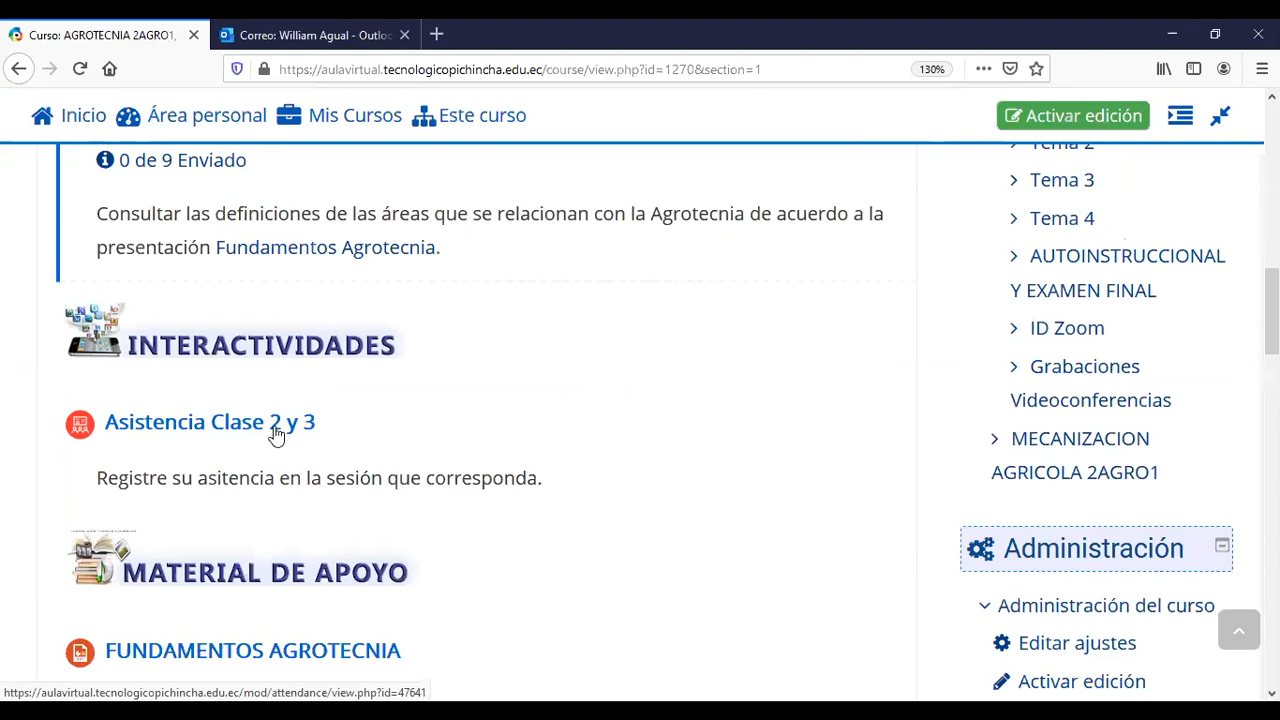 Curso: AGROTECNIA 2AGRO1,
Correo: William Agual - Outloo
https://aulavirtual.tecnologicopichincha.edu.ec/course/view.php?id=1270&section=1
130%
Inicio
Área personal
Mis Cursos
Este curso
Activar edición
0 de 9 Enviado
Consultar las definiciones de las áreas que se relacionan con la Agrotecnia de acuerdo a la
presentación Fundamentos Agrotecnia.
INTERACTIVIDADES
Asistencia Clase 2 y 3
Registre su asitencia en la sesión que corresponda.
MATERIAL DE APOYO
FUNDAMENTOS AGROTECNIA
https://aulavirtual.tecnologicopichincha.edu.ec/mod/attendance/view.php?id=47641
Tema 2
Tema 3
Tema 4
AUTOINSTRUCCIONAL
Y EXAMEN FINAL
ID Zoom
Grabaciones
Videoconferencias
MECANIZACION
AGRICOLA 2AGRO1
Administración
Administración del curso
Editar ajustes
Activar edición